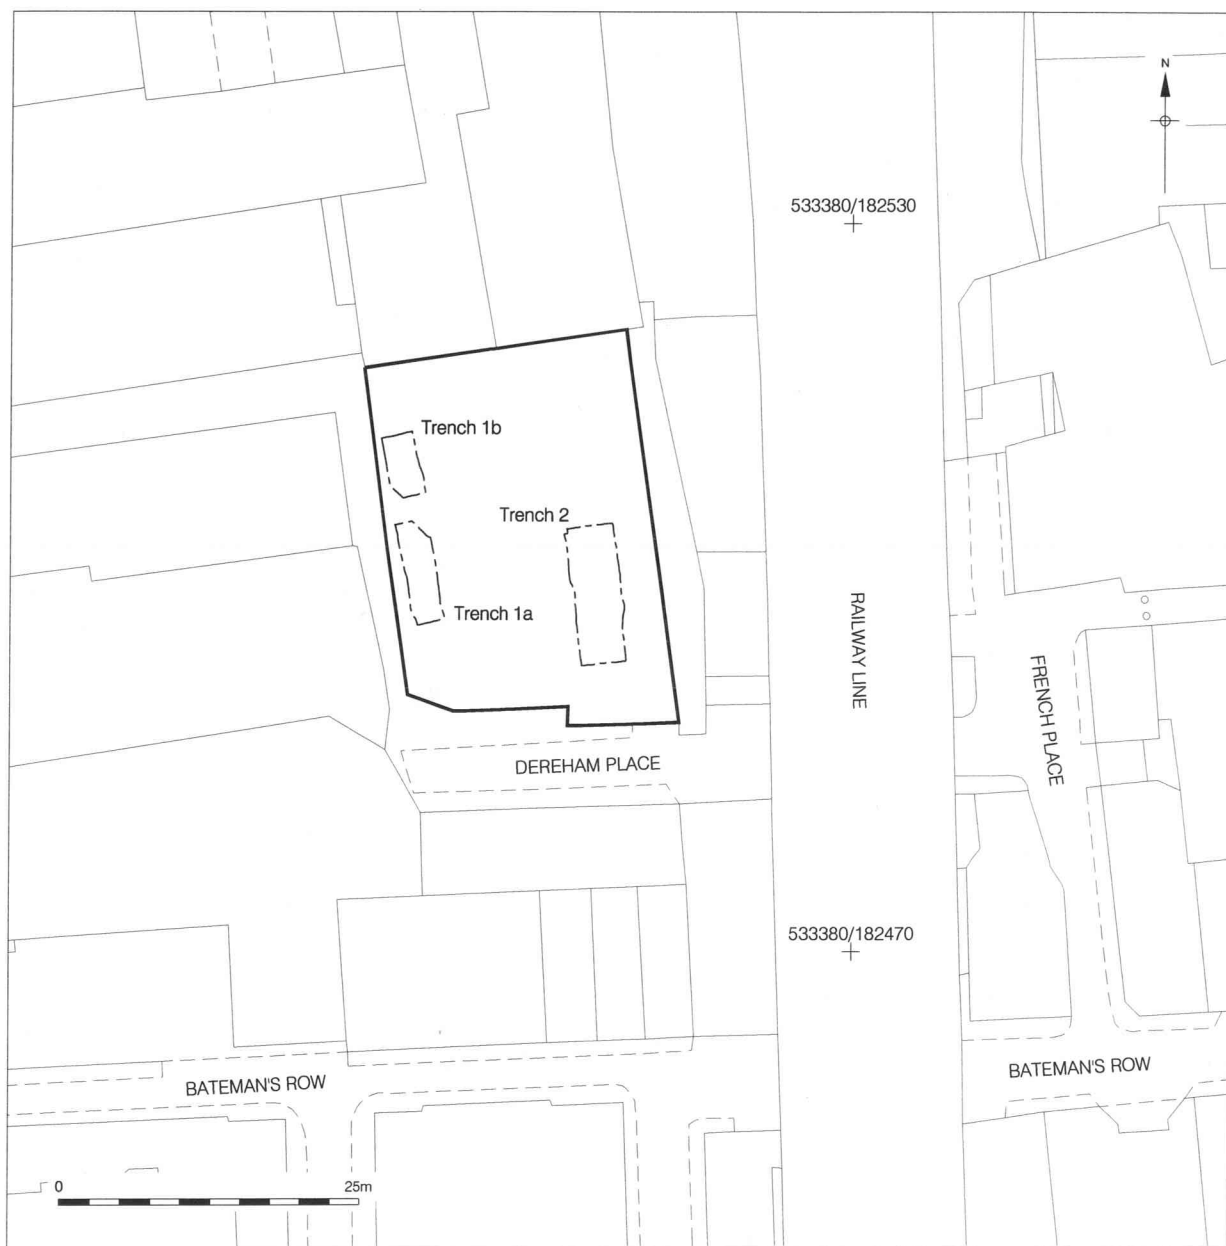 N
533380/182530
Trench 1b
Trench 2
Trench 1a
RAILWAY LINE
FRENCH PLACE
DEREHAM PLACE
533380/182470
BATEMAN'S ROW
BATEMAN'S ROW
0 25m